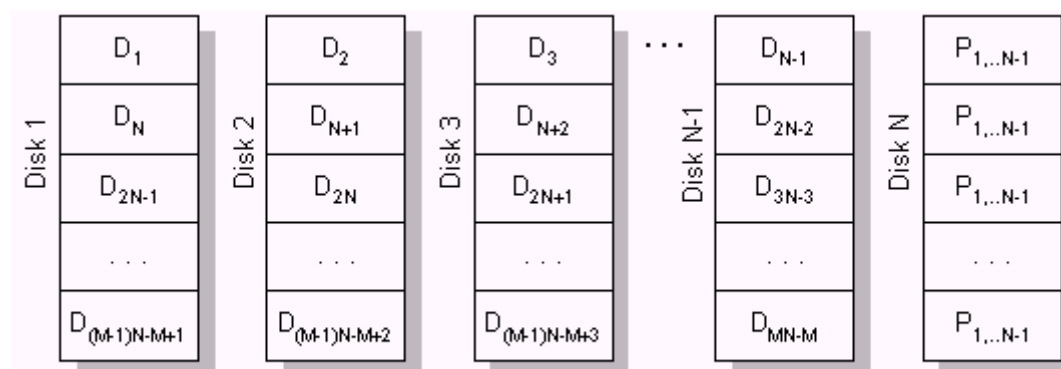 Disk 1
D1
DN
D2N-1
. . .
D(M-1)N-M+1
Disk 2
D2
DN+1
D2N
. . .
D(M-1)N-M+2
Disk 3
D3
DN+2
D2N+1
. . .
D(M-1)N-M+3
. . .
Disk N-1
DN-1
D2N-2
D3N-3
. . .
DMN-M
Disk N
P1,..N-1
P1,..N-1
P1,..N-1
. . .
P1,..N-1